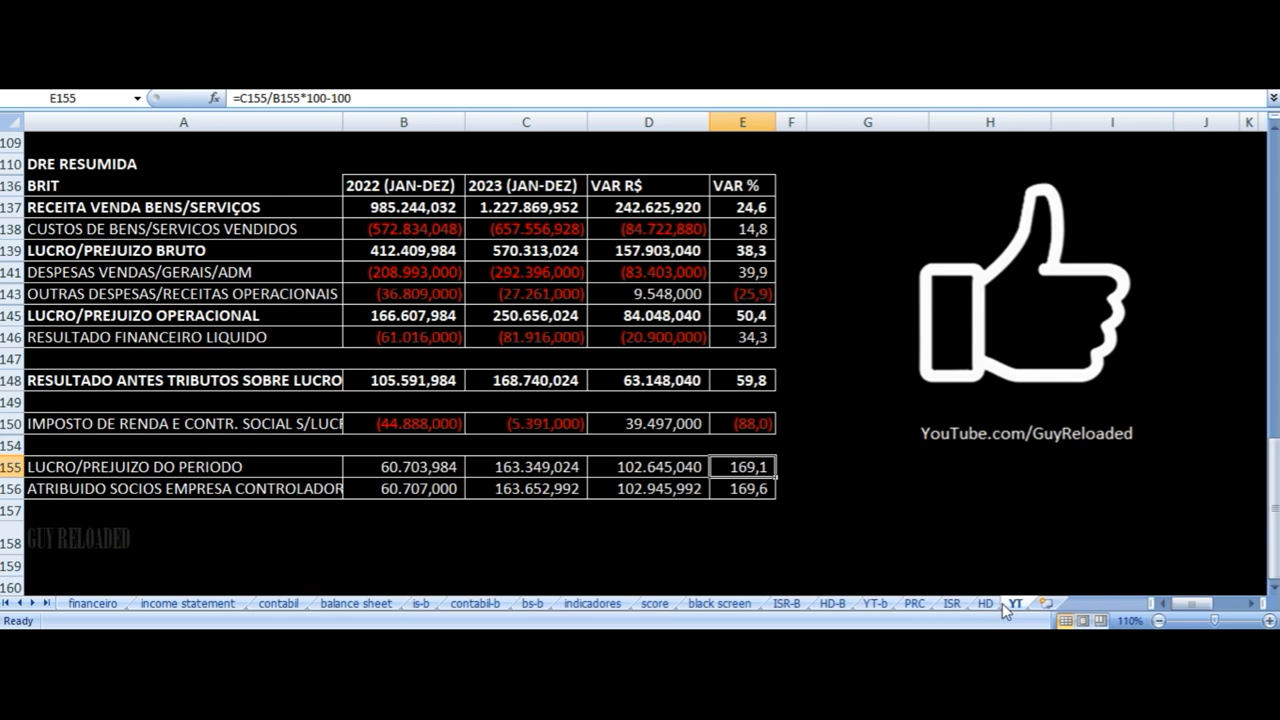 E155 fx =C155/B155*100-100
A B C D E F G H I J K
109
110 DRE RESUMIDA
136 BRIT 2022 (JAN-DEZ) 2023 (JAN-DEZ) VAR R$ VAR %
137 RECEITA VENDA BENS/SERVIÇOS 985.244,032 1.227.869,952 242.625,920 24,6
138 CUSTOS DE BENS/SERVICOS VENDIDOS (572.834,048) (657.556,928) (84.722,880) 14,8
139 LUCRO/PREJUIZO BRUTO 412.409,984 570.313,024 157.903,040 38,3
141 DESPESAS VENDAS/GERAIS/ADM (208.993,000) (292.396,000) (83.403,000) 39,9
143 OUTRAS DESPESAS/RECEITAS OPERACIONAIS (36.809,000) (27.261,000) 9.548,000 (25,9)
145 LUCRO/PREJUIZO OPERACIONAL 166.607,984 250.656,024 84.048,040 50,4
146 RESULTADO FINANCEIRO LIQUIDO (61.016,000) (81.916,000) (20.900,000) 34,3
147
148 RESULTADO ANTES TRIBUTOS SOBRE LUCRO 105.591,984 168.740,024 63.148,040 59,8
149
150 IMPOSTO DE RENDA E CONTR. SOCIAL S/LUCR (44.888,000) (5.391,000) 39.497,000 (88,0)
154
155 LUCRO/PREJUIZO DO PERIODO 60.703,984 163.349,024 102.645,040 169,1
156 ATRIBUIDO SOCIOS EMPRESA CONTROLADOR 60.707,000 163.652,992 102.945,992 169,6
157
158 GUY RELOADED
159
160
YouTube.com/GuyReloaded
financeiro income statement contabil balance sheet is-b contabil-b bs-b indicadores score black screen ISR-B HD-B YT-b PRC ISR HD YT
Ready 110%